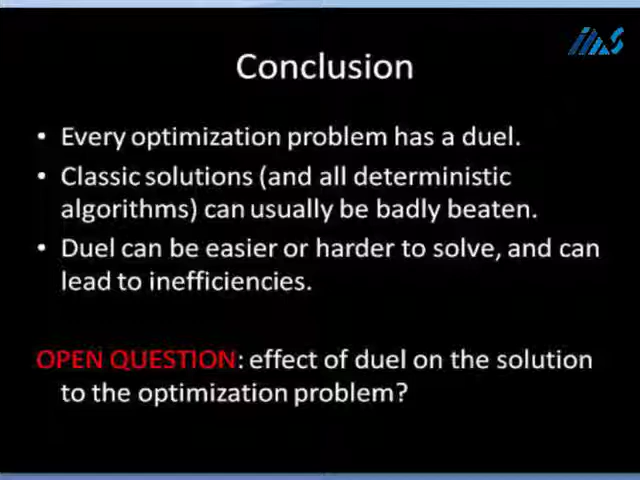 IIAS
Conclusion
• Every optimization problem has a duel.
• Classic solutions (and all deterministic
algorithms) can usually be badly beaten.
• Duel can be easier or harder to solve, and can
lead to inefficiencies.
OPEN QUESTION: effect of duel on the solution
to the optimization problem?